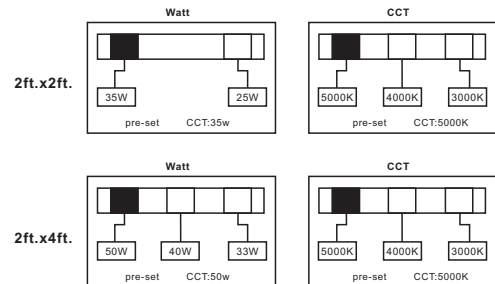 Watt
CCT
2ft.x2ft.
35W
25W
5000K
4000K
3000K
pre-set CCT:35w
pre-set CCT:5000K
Watt
CCT
2ft.x4ft.
50W
40W
33W
5000K
4000K
3000K
pre-set CCT:50w
pre-set CCT:5000K